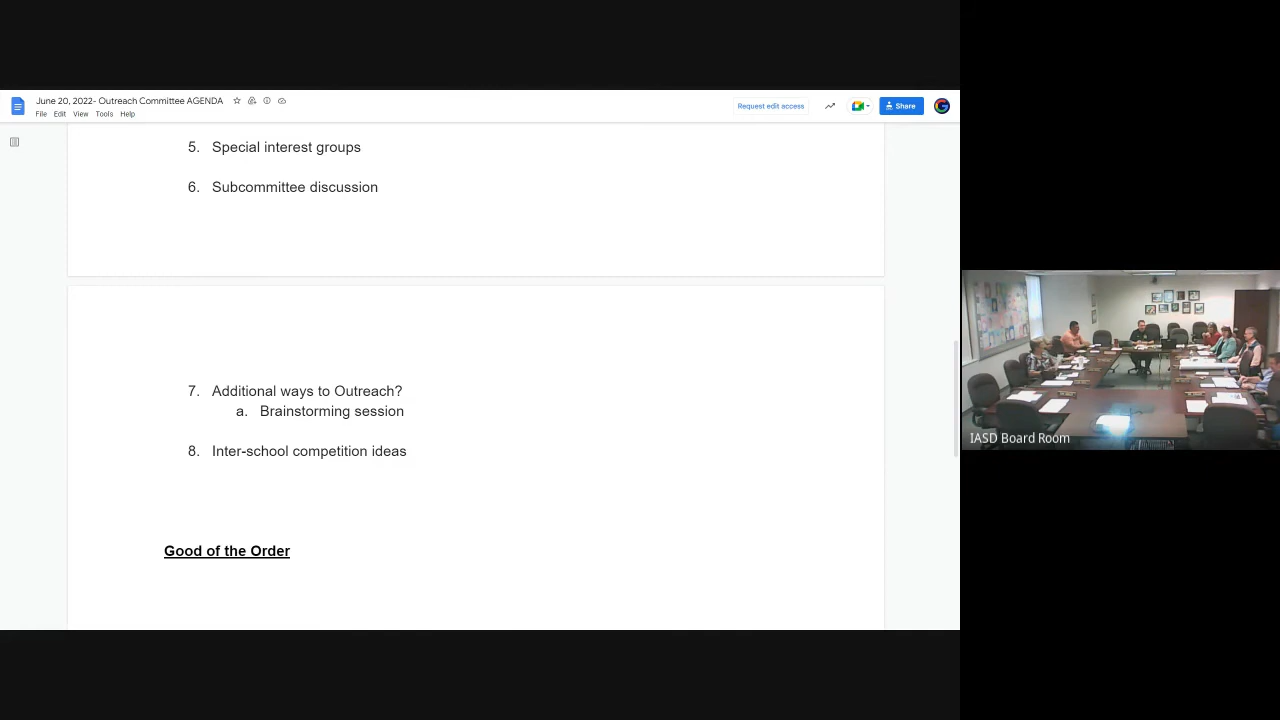 June 20, 2022- Outreach Committee AGENDA
File Edit View Tools Help
Request edit access
Share
5. Special interest groups
6. Subcommittee discussion
7. Additional ways to Outreach?
a. Brainstorming session
8. Inter-school competition ideas
Good of the Order
IASD Board Room